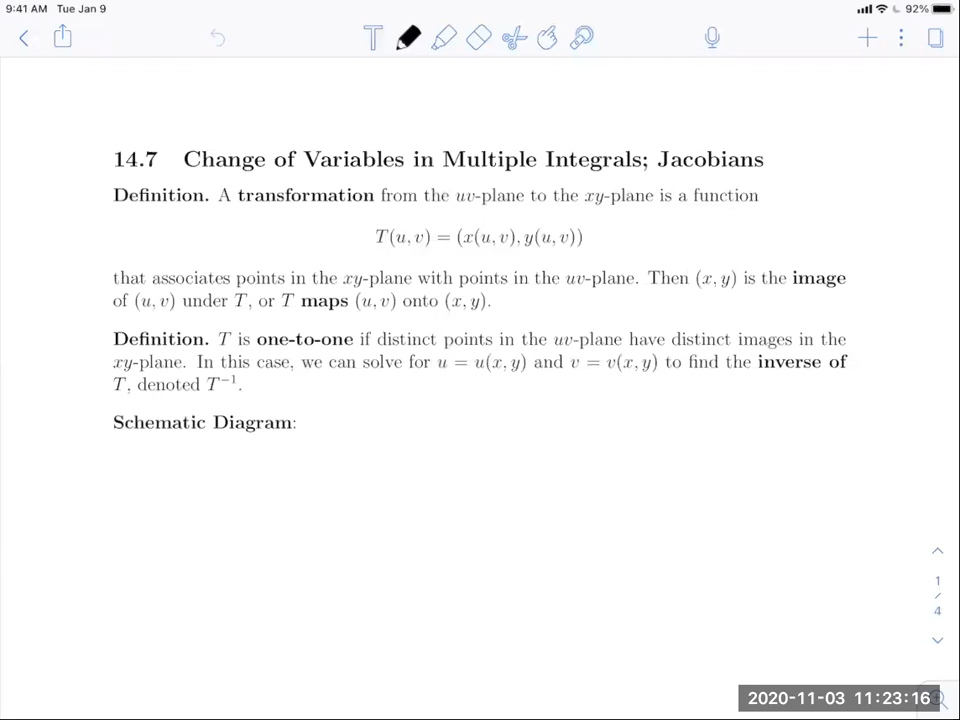 9:41 AM Tue Jan 9
92%
14.7 Change of Variables in Multiple Integrals; Jacobians
Definition. A transformation from the uv-plane to the xy-plane is a function
T(u, v) = (x(u, v), y(u, v))
that associates points in the xy-plane with points in the uv-plane. Then (x, y) is the image
of (u, v) under T, or T maps (u, v) onto (x, y).
Definition. T is one-to-one if distinct points in the uv-plane have distinct images in the
xy-plane. In this case, we can solve for u = u(x, y) and v = v(x, y) to find the inverse of
T, denoted T⁻¹.
Schematic Diagram:
1
/
4
2020-11-03 11:23:16